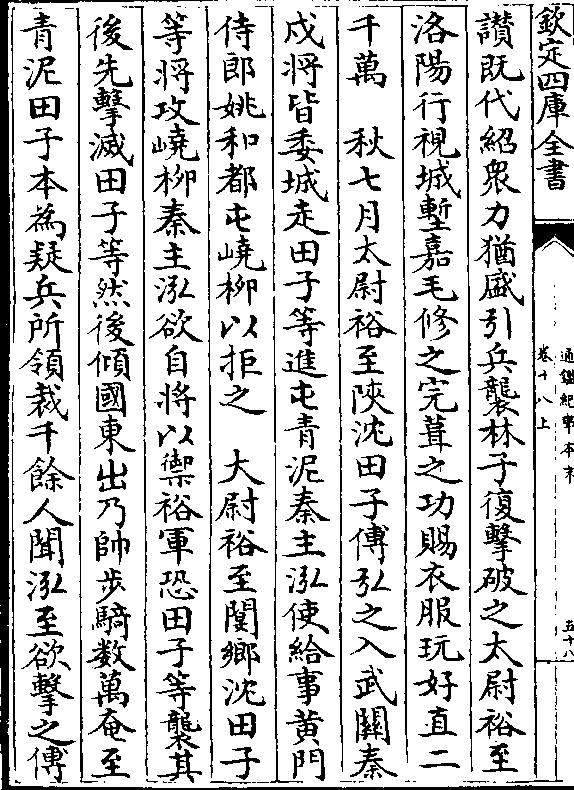 欽定四庫全書
通鑑紀事本末
卷十八上
五十八
讃既代紹衆力猶盛引兵襲林子復擊破之太尉裕至
洛陽行視城塹嘉毛修之完葺之功賜衣服玩好直二
千萬　秋七月太尉裕至陜沈田子傅弘之入武關秦
戍將皆委城走田子等進屯青泥秦主泓使給事黄門
侍郎姚和都屯嶢柳以拒之　大尉裕至閿鄉沈田子
等將攻嶢柳秦主泓欲自將以禦裕軍恐田子等襲其
後先擊滅田子等然後傾國東出乃帥步騎數萬奄至
青泥田子本為疑兵所領裁千餘人聞泓至欲擊之傅